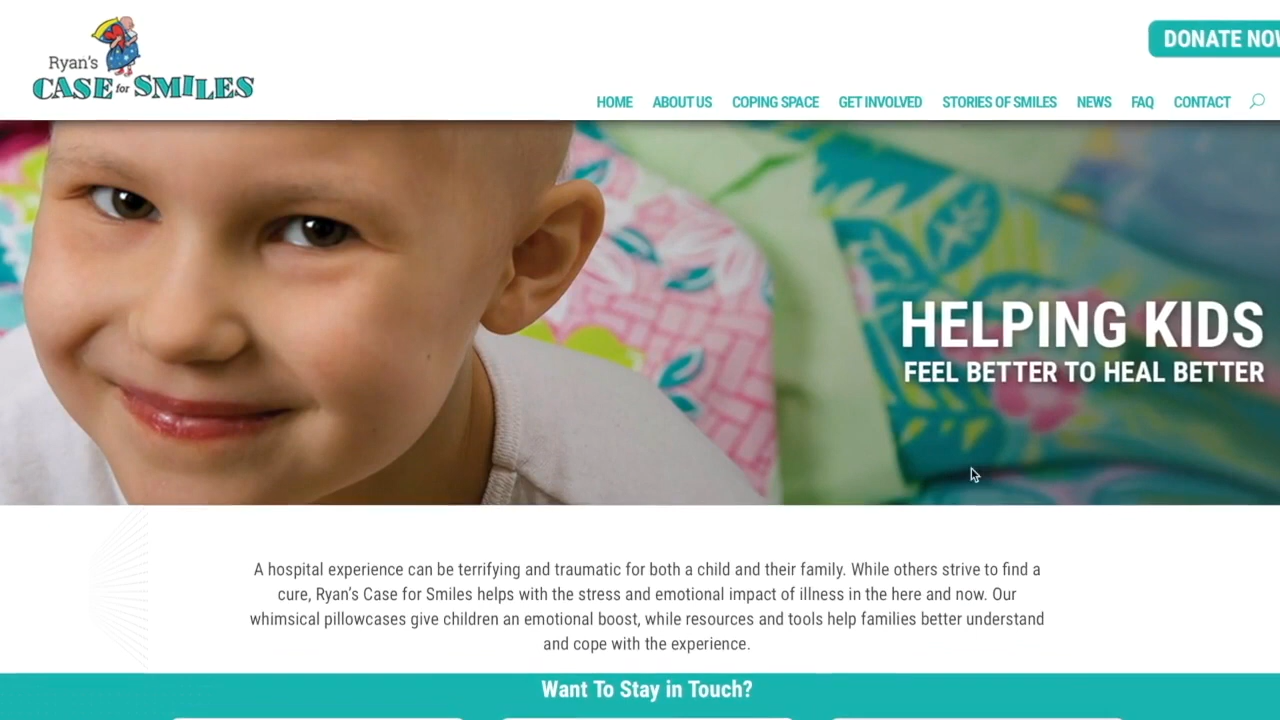 Ryan's
CASE for SMILES
DONATE NOW
HOME ABOUT US COPING SPACE GET INVOLVED STORIES OF SMILES NEWS FAQ CONTACT
HELPING KIDS
FEEL BETTER TO HEAL BETTER
A hospital experience can be terrifying and traumatic for both a child and their family. While others strive to find a
cure, Ryan's Case for Smiles helps with the stress and emotional impact of illness in the here and now. Our
whimsical pillowcases give children an emotional boost, while resources and tools help families better understand
and cope with the experience.
Want To Stay in Touch?